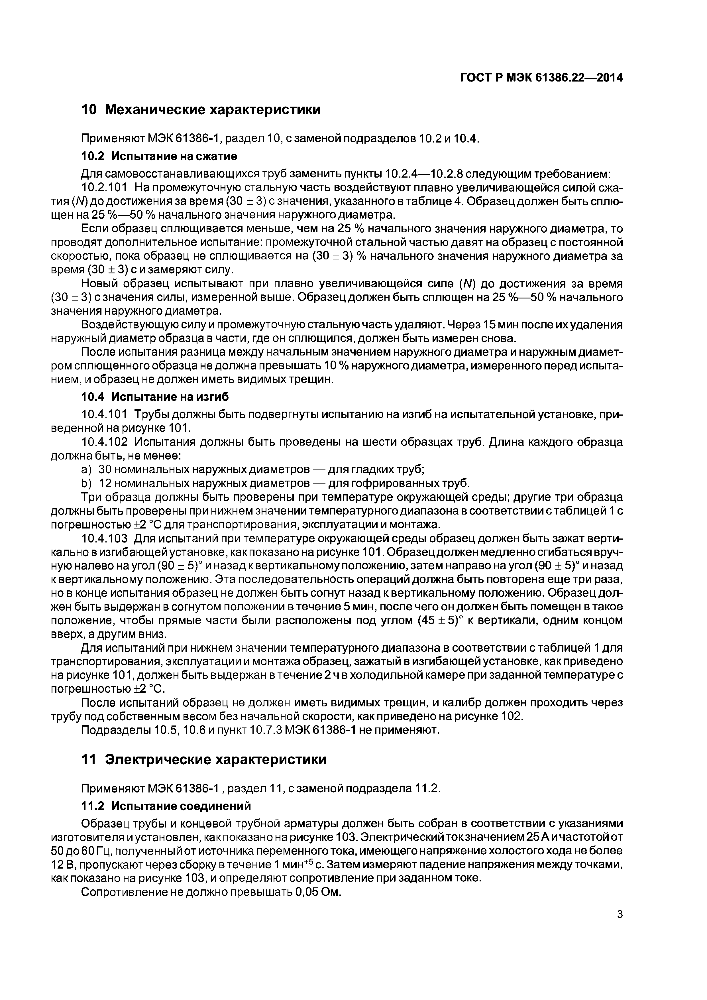 ГОСТ Р МЭК 61386.22—2014
10 Механические характеристики
Применяют МЭК 61386-1, раздел 10, с заменой подразделов 10.2 и 10.4.
10.2 Испытание на сжатие
Для самовосстанавливающихся труб заменить пункты 10.2.4—10.2.8 следующим требованием:
10.2.101 На промежуточную стальную часть воздействуют плавно увеличивающейся силой сжа-
тия (N) до достижения за время (30 ± 3) с значения, указанного в таблице 4. Образец должен быть сплю-
щен на 25 %—50 % начального значения наружного диаметра.
Если образец сплющивается меньше, чем на 25 % начального значения наружного диаметра, то
проводят дополнительное испытание: промежуточной стальной частью давят на образец с постоянной
скоростью, пока образец не сплющивается на (30 ± 3) % начального значения наружного диаметра за
время (30 ± 3) с и замеряют силу.
Новый образец испытывают при плавно увеличивающейся силе (N) до достижения за время
(30 ± 3) с значения силы, измеренной выше. Образец должен быть сплющен на 25 %—50 % начального
значения наружного диаметра.
Воздействующую силу и промежуточную стальную часть удаляют. Через 15 мин после их удаления
наружный диаметр образца в части, где он сплющился, должен быть измерен снова.
После испытания разница между начальным значением наружного диаметра и наружным диамет-
ром сплющенного образца не должна превышать 10 % наружного диаметра, измеренного перед испыта-
нием, и образец не должен иметь видимых трещин.
10.4 Испытание на изгиб
10.4.101 Трубы должны быть подвергнуты испытанию на изгиб на испытательной установке, при-
веденной на рисунке 101.
10.4.102 Испытания должны быть проведены на шести образцах труб. Длина каждого образца
должна быть, не менее:
a) 30 номинальных наружных диаметров — для гладких труб;
b) 12 номинальных наружных диаметров — для гофрированных труб.
Три образца должны быть проверены при температуре окружающей среды; другие три образца
должны быть проверены при нижнем значении температурного диапазона в соответствии с таблицей 1 с
погрешностью ±2 °С для транспортирования, эксплуатации и монтажа.
10.4.103 Для испытаний при температуре окружающей среды образец должен быть зажат верти-
кально в изгибающей установке, как показано на рисунке 101. Образец должен медленно сгибаться вруч-
ную налево на угол (90 ± 5)° и назад к вертикальному положению, затем направо на угол (90 ± 5)° и назад
к вертикальному положению. Эта последовательность операций должна быть повторена еще три раза,
но в конце испытания образец не должен быть согнут назад к вертикальному положению. Образец дол-
жен быть выдержан в согнутом положении в течение 5 мин, после чего он должен быть помещен в такое
положение, чтобы прямые части были расположены под углом (45 ± 5)° к вертикали, одним концом
вверх, а другим вниз.
Для испытаний при нижнем значении температурного диапазона в соответствии с таблицей 1 для
транспортирования, эксплуатации и монтажа образец, зажатый в изгибающей установке, как приведено
на рисунке 101, должен быть выдержан в течение 2 ч в холодильной камере при заданной температуре с
погрешностью ±2 °С.
После испытаний образец не должен иметь видимых трещин, и калибр должен проходить через
трубу под собственным весом без начальной скорости, как приведено на рисунке 102.
Подразделы 10.5, 10.6 и пункт 10.7.3 МЭК 61386-1 не применяют.
11 Электрические характеристики
Применяют МЭК 61386-1 , раздел 11, с заменой подраздела 11.2.
11.2 Испытание соединений
Образец трубы и концевой трубной арматуры должен быть собран в соответствии с указаниями
изготовителя и установлен, как показано на рисунке 103. Электрический ток значением 25 А и частотой от
50 до 60 Гц, полученный от источника переменного тока, имеющего напряжение холостого хода не более
12 В, пропускают через сборку в течение 1 мин⁺⁵ с. Затем измеряют падение напряжения между точками,
как показано на рисунке 103, и определяют сопротивление при заданном токе.
Сопротивление не должно превышать 0,05 Ом.
3